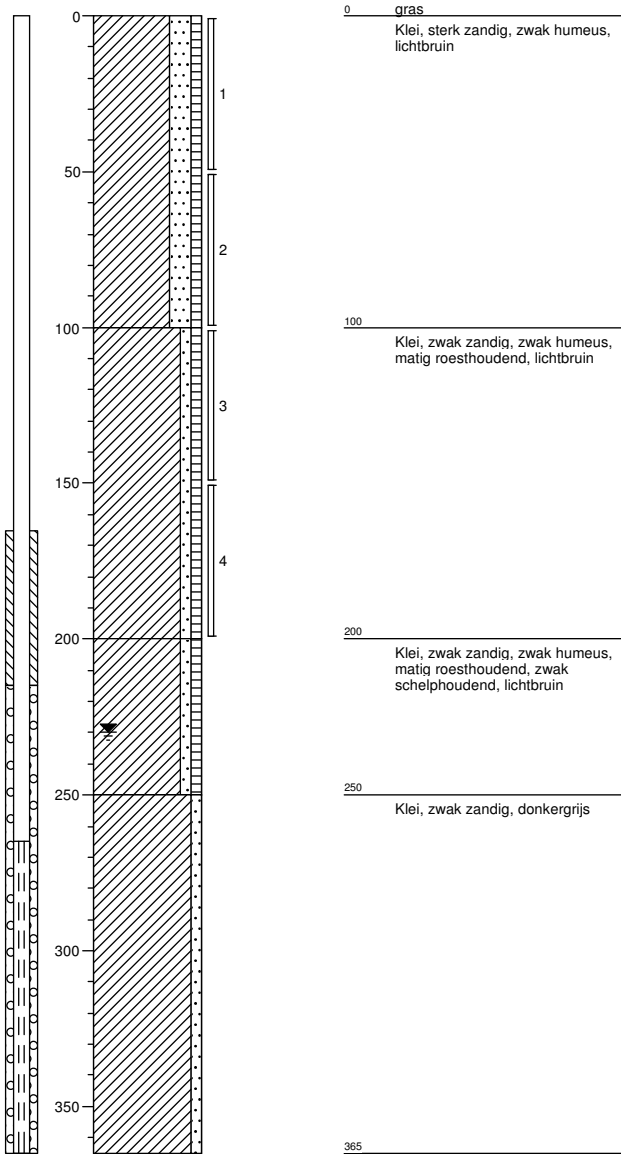 0
50
100
150
200
250
300
350
1
2
3
4
0
gras
Klei, sterk zandig, zwak humeus,
lichtbruin
100
Klei, zwak zandig, zwak humeus,
matig roesthoudend, lichtbruin
200
Klei, zwak zandig, zwak humeus,
matig roesthoudend, zwak
schelphoudend, lichtbruin
250
Klei, zwak zandig, donkergrijs
365